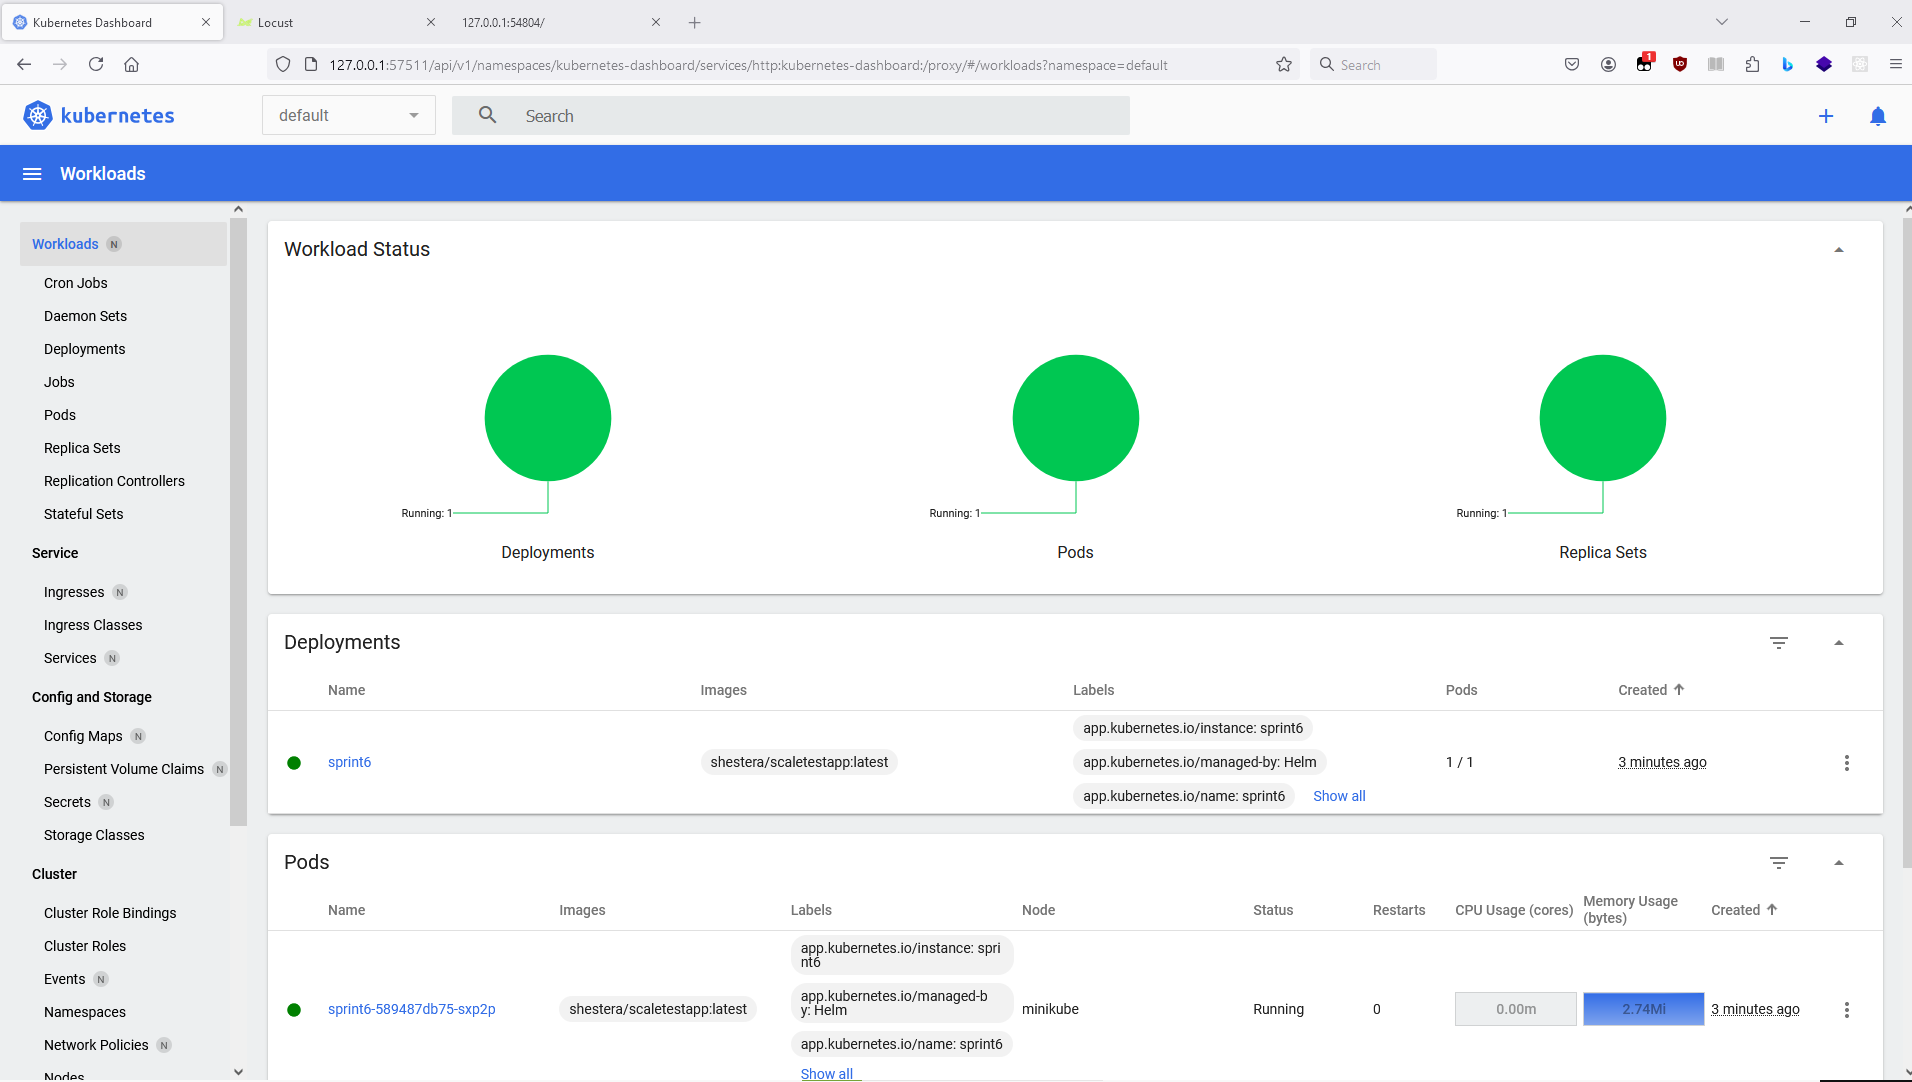 Kubernetes Dashboard
Locust
127.0.0.1:54804/
127.0.0.1:57511/api/v1/namespaces/kubernetes-dashboard/services/http:kubernetes-dashboard:/proxy/#/workloads?namespace=default
Search
1
kubernetes
default
Search
Workloads
Workloads N
Cron Jobs
Daemon Sets
Deployments
Jobs
Pods
Replica Sets
Replication Controllers
Stateful Sets
Service
Ingresses N
Ingress Classes
Services N
Config and Storage
Config Maps N
Persistent Volume Claims N
Secrets N
Storage Classes
Cluster
Cluster Role Bindings
Cluster Roles
Events N
Namespaces
Network Policies N
Nodes
Workload Status
Running: 1
Deployments
Running: 1
Pods
Running: 1
Replica Sets
Deployments
Name Images Labels Pods Created
sprint6 shestera/scaletestapp:latest
app.kubernetes.io/instance: sprint6
app.kubernetes.io/managed-by: Helm
app.kubernetes.io/name: sprint6 Show all
1 / 1 3 minutes ago
Pods
Name Images Labels Node Status Restarts CPU Usage (cores) Memory Usage
(bytes) Created
sprint6-589487db75-sxp2p shestera/scaletestapp:latest
app.kubernetes.io/instance: spri
nt6
app.kubernetes.io/managed-b
y: Helm
app.kubernetes.io/name: sprint6
Show all
minikube Running 0 0.00m 2.74Mi 3 minutes ago